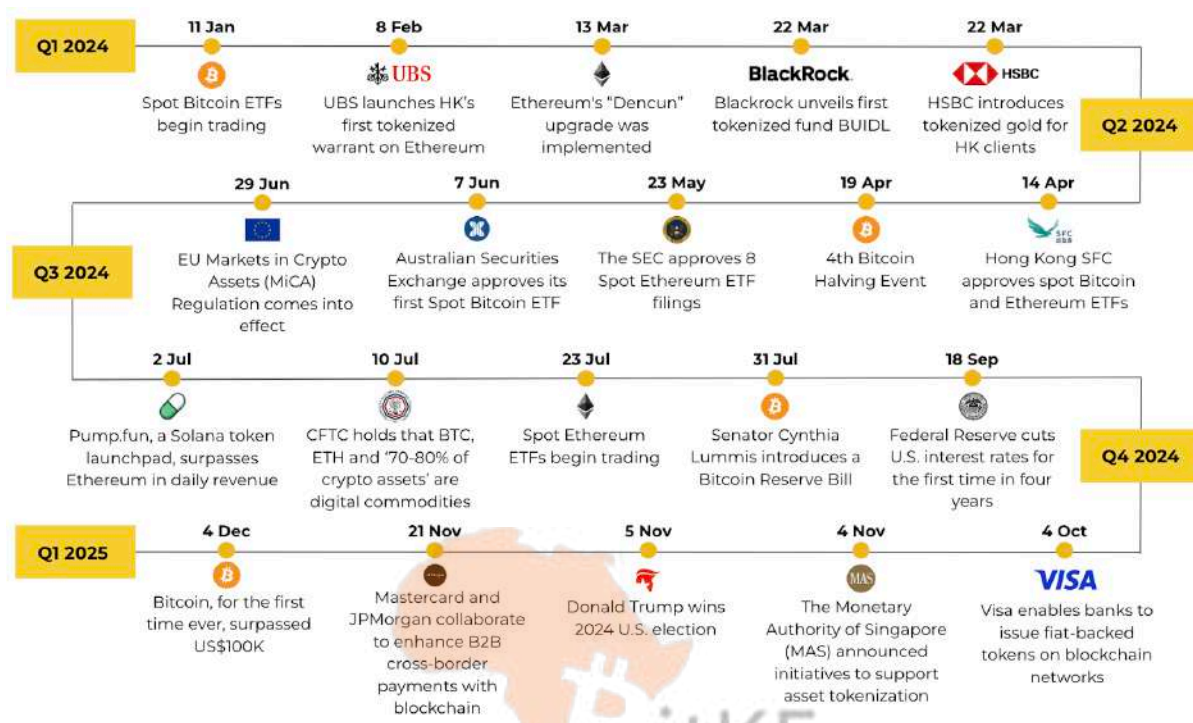 Q1 2024
11 Jan
Spot Bitcoin ETFs
begin trading
8 Feb
UBS
UBS launches HK's
first tokenized
warrant on Ethereum
13 Mar
Ethereum's "Dencun"
upgrade was
implemented
22 Mar
BlackRock
Blackrock unveils first
tokenized fund BUIDL
22 Mar
HSBC
HSBC introduces
tokenized gold for
HK clients
Q2 2024
14 Apr
SFC
Hong Kong SFC
approves spot Bitcoin
and Ethereum ETFs
19 Apr
4th Bitcoin
Halving Event
23 May
The SEC approves 8
Spot Ethereum ETF
filings
7 Jun
Australian Securities
Exchange approves its
first Spot Bitcoin ETF
29 Jun
EU Markets in Crypto
Assets (MiCA)
Regulation comes into
effect
Q3 2024
2 Jul
Pump.fun, a Solana token
launchpad, surpasses
Ethereum in daily revenue
10 Jul
CFTC holds that BTC,
ETH and '70-80% of
crypto assets' are
digital commodities
23 Jul
Spot Ethereum
ETFs begin trading
31 Jul
Senator Cynthia
Lummis introduces a
Bitcoin Reserve Bill
18 Sep
Federal Reserve cuts
U.S. interest rates for
the first time in four
years
Q4 2024
4 Oct
VISA
Visa enables banks to
issue fiat-backed
tokens on blockchain
networks
4 Nov
MAS
The Monetary
Authority of Singapore
(MAS) announced
initiatives to support
asset tokenization
5 Nov
Donald Trump wins
2024 U.S. election
21 Nov
Mastercard and
JPMorgan collaborate
to enhance B2B
cross-border
payments with
blockchain
4 Dec
Bitcoin, for the first
time ever, surpassed
US$100K
Q1 2025